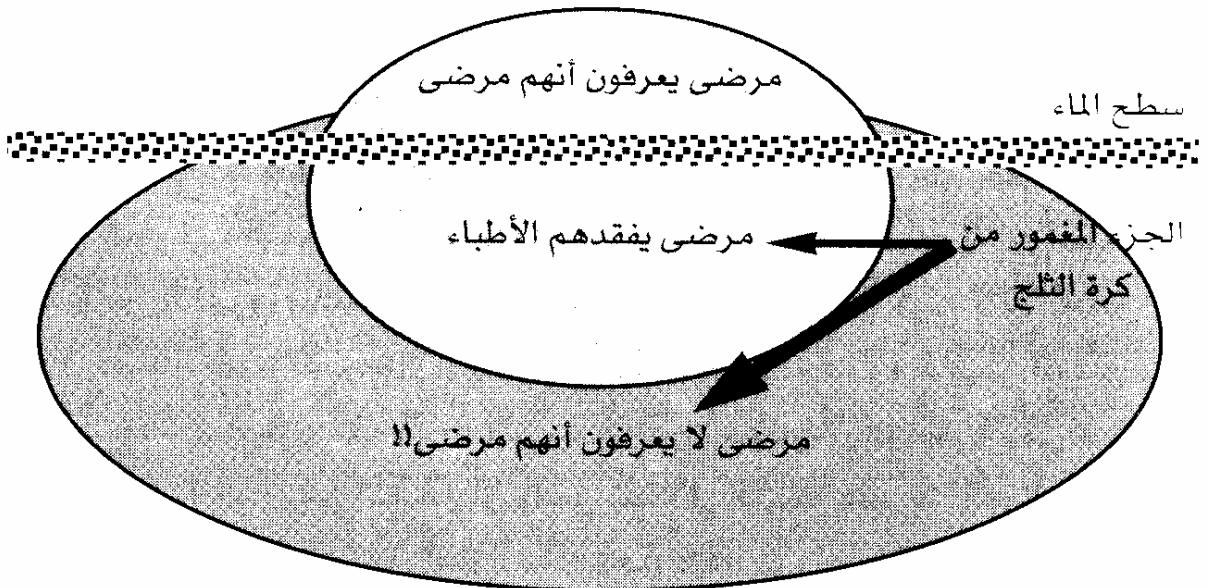 مرضى يعرفون أنهم مرضى
سطح الماء
مرضى يفقدهم الأطباء
الجزء المغمور من
كرة الثلج
مرضى لا يعرفون أنهم مرضى!!